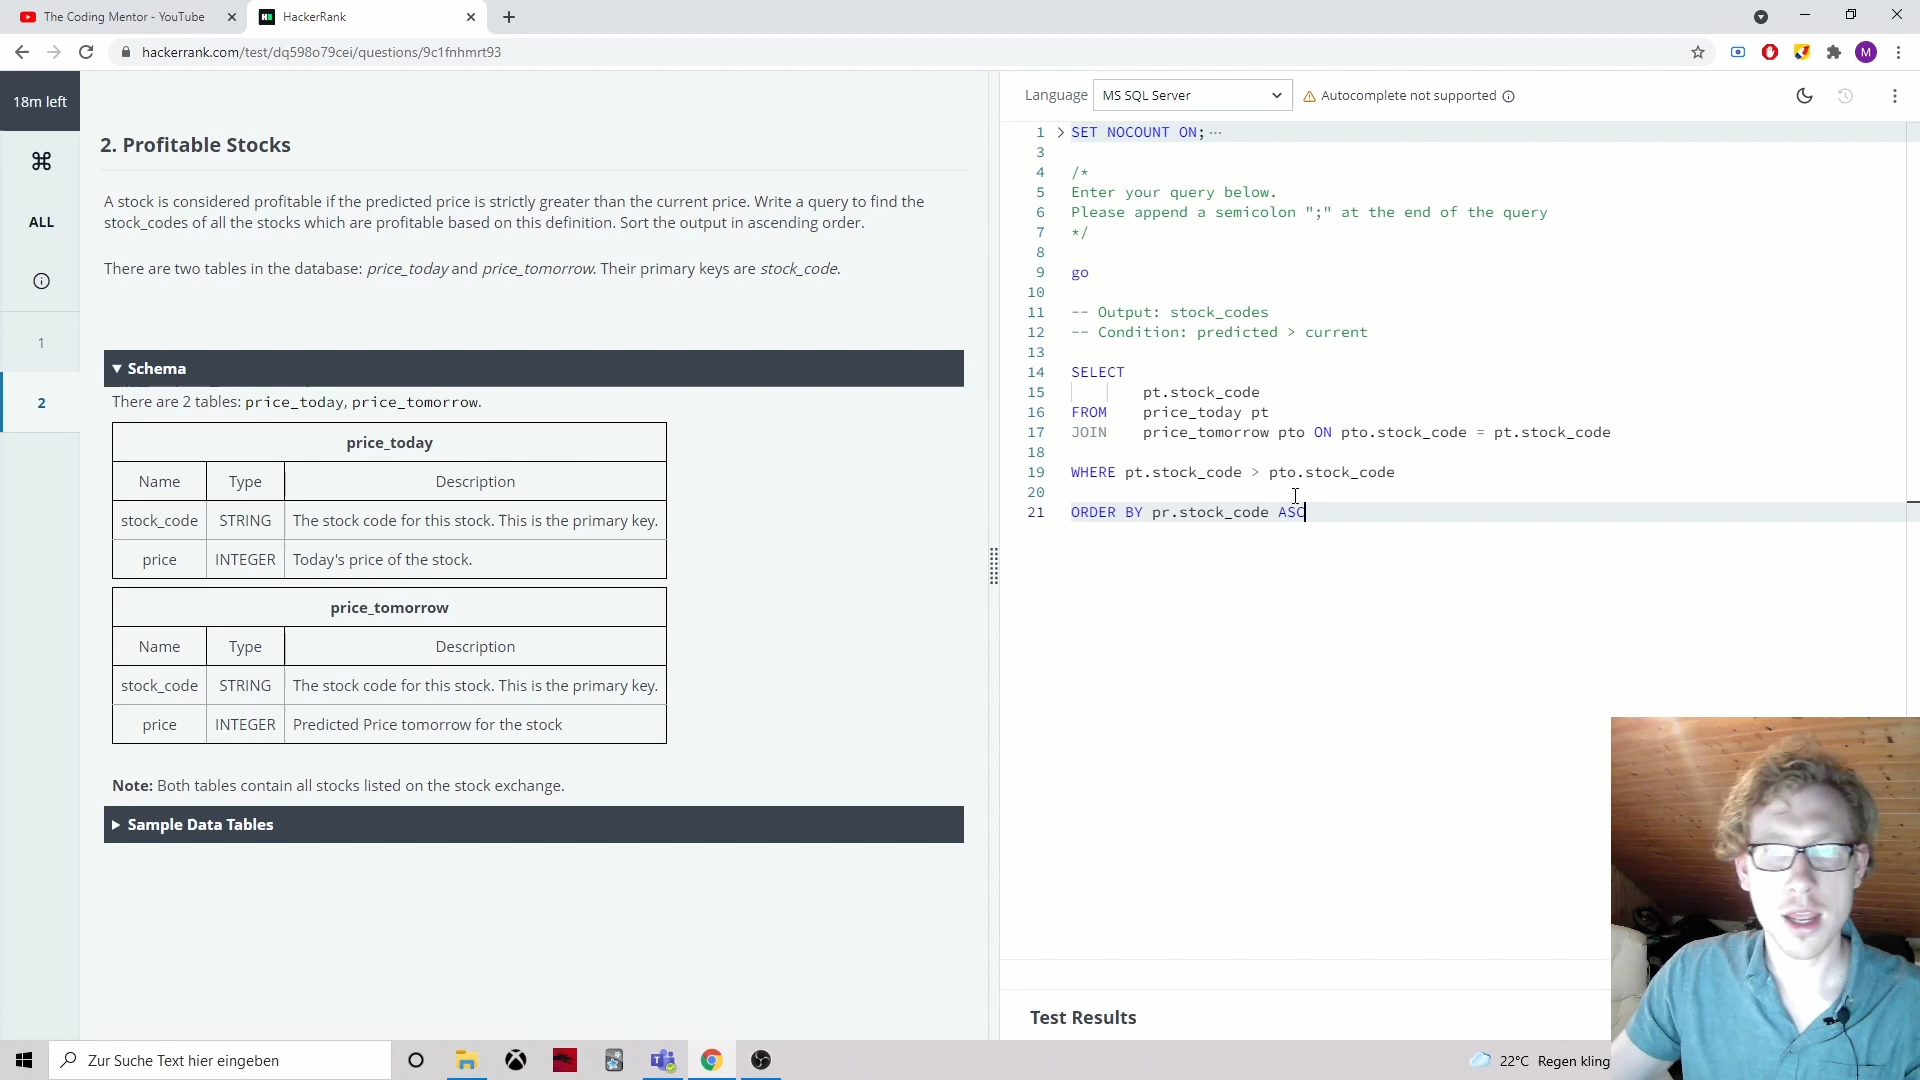 The Coding Mentor - YouTube
HackerRank
hackerrank.com/test/dq598o79cei/questions/9c1fnhmrt93
M
18m left
ALL
1
2
2. Profitable Stocks
A stock is considered profitable if the predicted price is strictly greater than the current price. Write a query to find the
stock_codes of all the stocks which are profitable based on this definition. Sort the output in ascending order.
There are two tables in the database: price_today and price_tomorrow. Their primary keys are stock_code.
▼ Schema
There are 2 tables: price_today, price_tomorrow.
price_today
Name Type Description
stock_code STRING The stock code for this stock. This is the primary key.
price INTEGER Today's price of the stock.
price_tomorrow
Name Type Description
stock_code STRING The stock code for this stock. This is the primary key.
price INTEGER Predicted Price tomorrow for the stock
Note: Both tables contain all stocks listed on the stock exchange.
▶ Sample Data Tables
Language MS SQL Server Autocomplete not supported
1 SET NOCOUNT ON; ···
3
4 /*
5 Enter your query below.
6 Please append a semicolon ";" at the end of the query
7 */
8
9 go
10
11 -- Output: stock_codes
12 -- Condition: predicted > current
13
14 SELECT
15 pt.stock_code
16 FROM price_today pt
17 JOIN price_tomorrow pto ON pto.stock_code = pt.stock_code
18
19 WHERE pt.stock_code > pto.stock_code
20
21 ORDER BY pr.stock_code ASC
Test Results
Zur Suche Text hier eingeben
22°C Regen kling